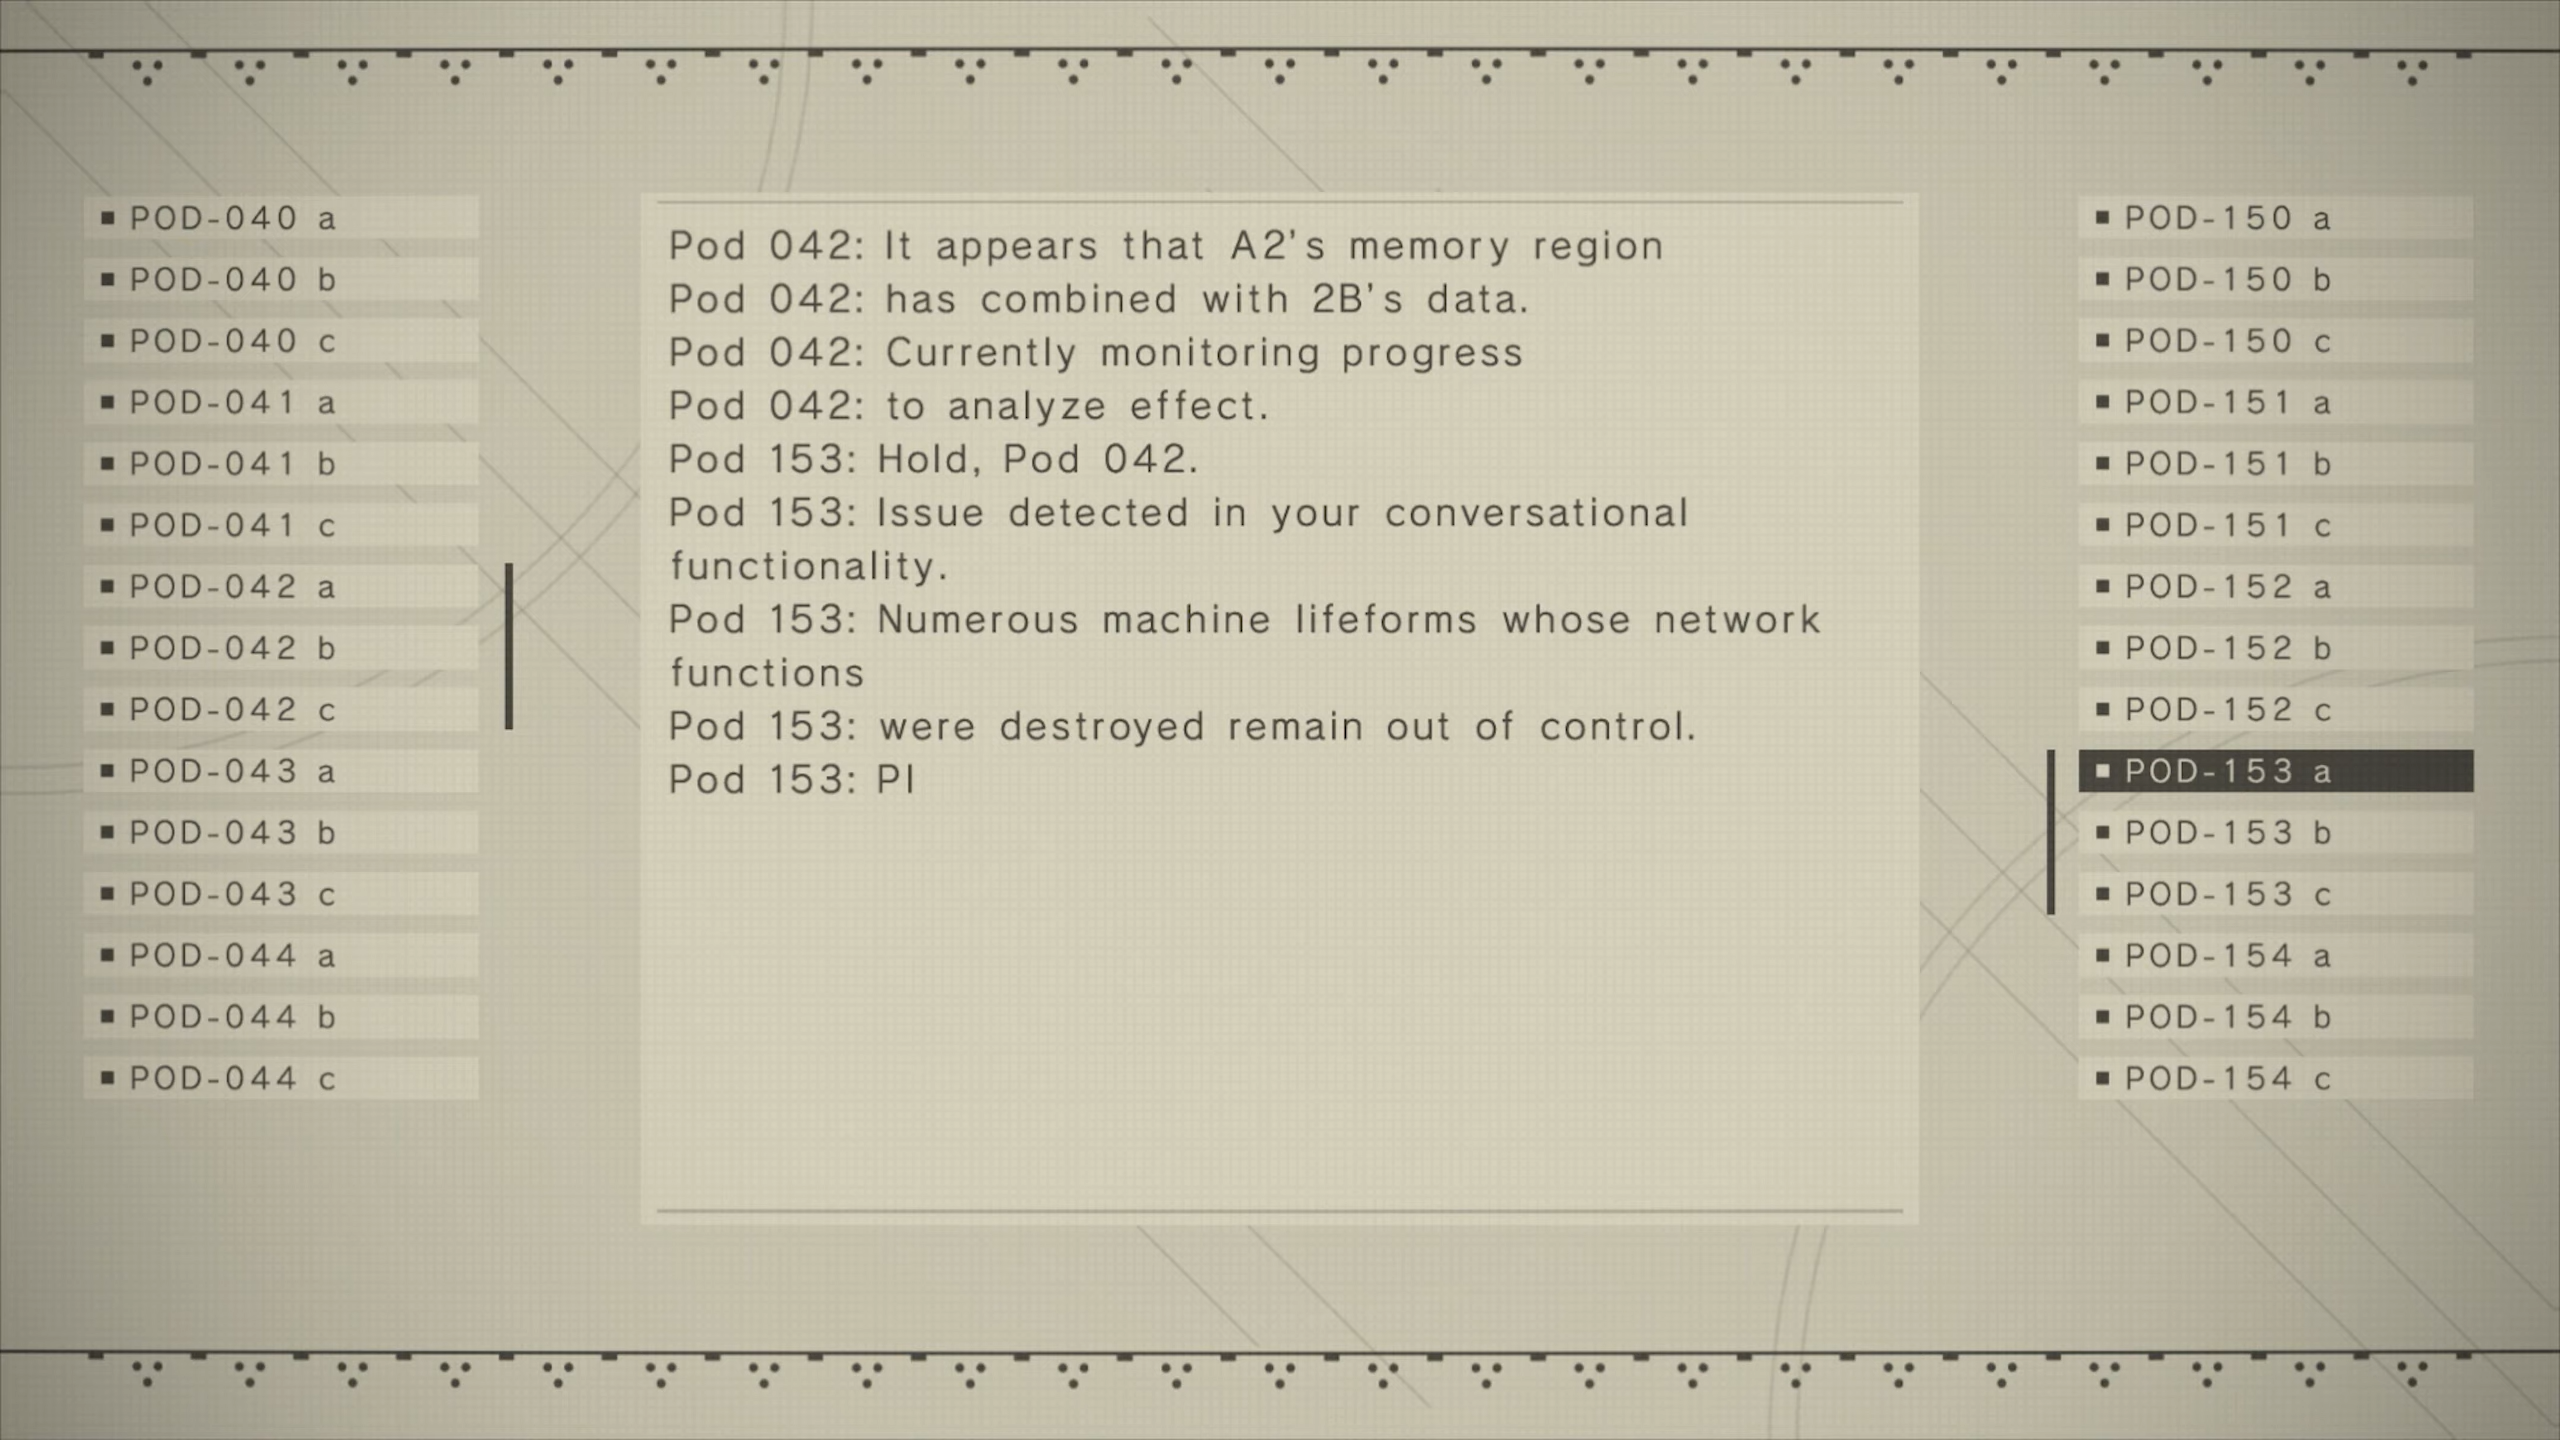 POD-040 a
POD-040 b
POD-040 c
POD-041 a
POD-041 b
POD-041 c
POD-042 a
POD-042 b
POD-042 c
POD-043 a
POD-043 b
POD-043 c
POD-044 a
POD-044 b
POD-044 c
Pod 042: It appears that A2's memory region
Pod 042: has combined with 2B's data.
Pod 042: Currently monitoring progress
Pod 042: to analyze effect.
Pod 153: Hold, Pod 042.
Pod 153: Issue detected in your conversational
functionality.
Pod 153: Numerous machine lifeforms whose network
functions
Pod 153: were destroyed remain out of control.
Pod 153: Pl
POD-150 a
POD-150 b
POD-150 c
POD-151 a
POD-151 b
POD-151 c
POD-152 a
POD-152 b
POD-152 c
POD-153 a
POD-153 b
POD-153 c
POD-154 a
POD-154 b
POD-154 c